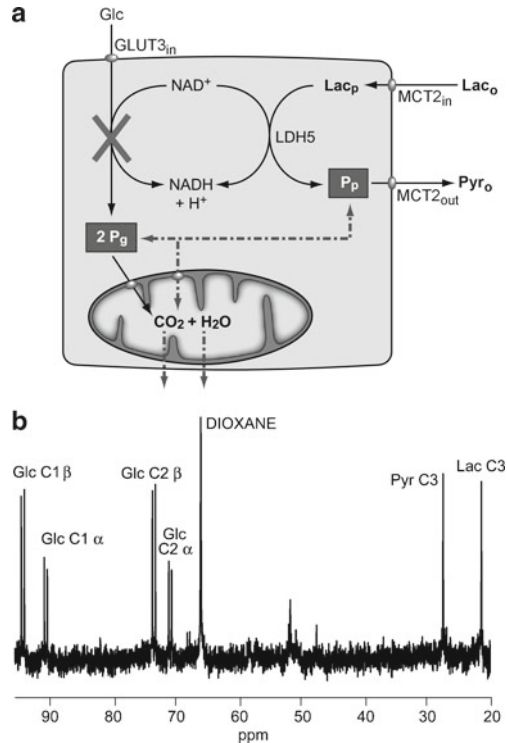 a
Glc
GLUT3in
NAD+
Lacp
Laco
MCT2in
LDH5
NADH
+ H+
Pp
Pyro
MCT2out
2 Pg
CO2 + H2O
b
DIOXANE
Glc C1 β
Glc C2 β
Pyr C3
Lac C3
Glc C1 α
Glc
C2 α
90
80
70
60
50
40
30
20
ppm